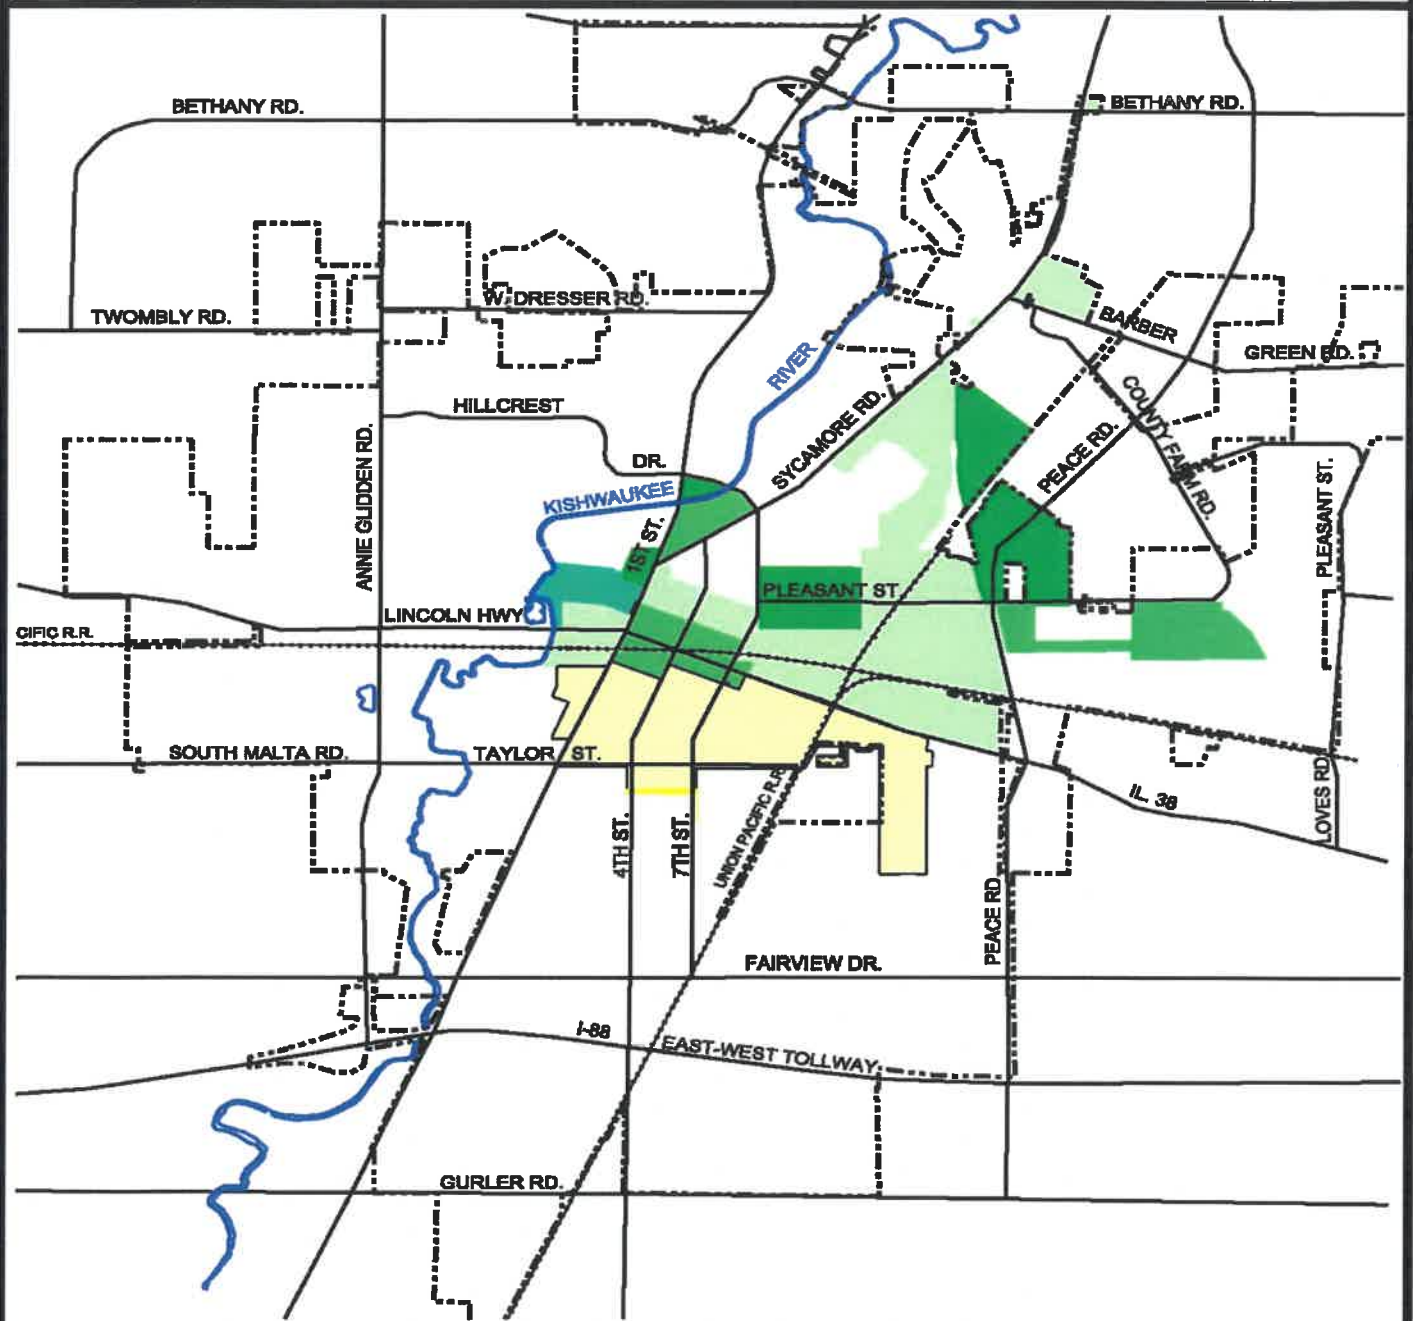 BETHANY RD.
BETHANY RD.
W. DRESSER RD.
TWOMBLY RD.
BARBER
GREEN RD.
RIVER
HILLCREST
DR.
SYCAMORE RD.
COUNTY FARM RD.
PEACE RD.
ANNIE GLIDDEN RD.
KISHWAUKEE
1ST ST.
PLEASANT ST.
PLEASANT ST.
LINCOLN HWY
CIFIC R.R.
SOUTH MALTA RD.
TAYLOR ST.
IL. 38
LOVES RD.
UNION PACIFIC R.R.
4TH ST.
7TH ST.
PEACE RD.
FAIRVIEW DR.
I-88
EAST-WEST TOLLWAY
GURLER RD.